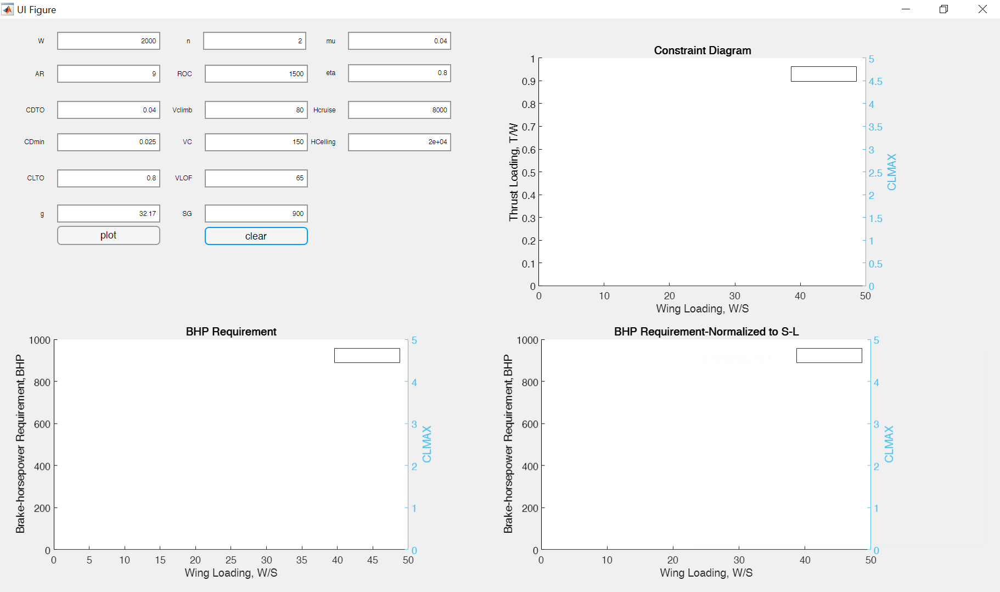 UI Figure
W 2000 n 2 mu 0.04
AR 9 ROC 1500 eta 0.8
CDTO 0.04 Vclimb 80 Hcruise 8000
CDmin 0.025 VC 150 HCelling 2e+04
CLTO 0.8 VLOF 65
g 32.17 SG 900
plot clear
Constraint Diagram
Thrust Loading, T/W
1
0.9
0.8
0.7
0.6
0.5
0.4
0.3
0.2
0.1
0
0 10 20 30 40 50
Wing Loading, W/S
5
4.5
4
3.5
3
2.5
2
1.5
1
0.5
0
CLMAX
BHP Requirement
Brake-horsepower Requirement,BHP
1000
800
600
400
200
0
0 5 10 15 20 25 30 35 40 45 50
Wing Loading, W/S
5
4
3
2
1
0
CLMAX
BHP Requirement-Normalized to S-L
Brake-horsepower Requirement,BHP
1000
800
600
400
200
0
0 10 20 30 40 50
Wing Loading, W/S
5
4
3
2
1
0
CLMAX